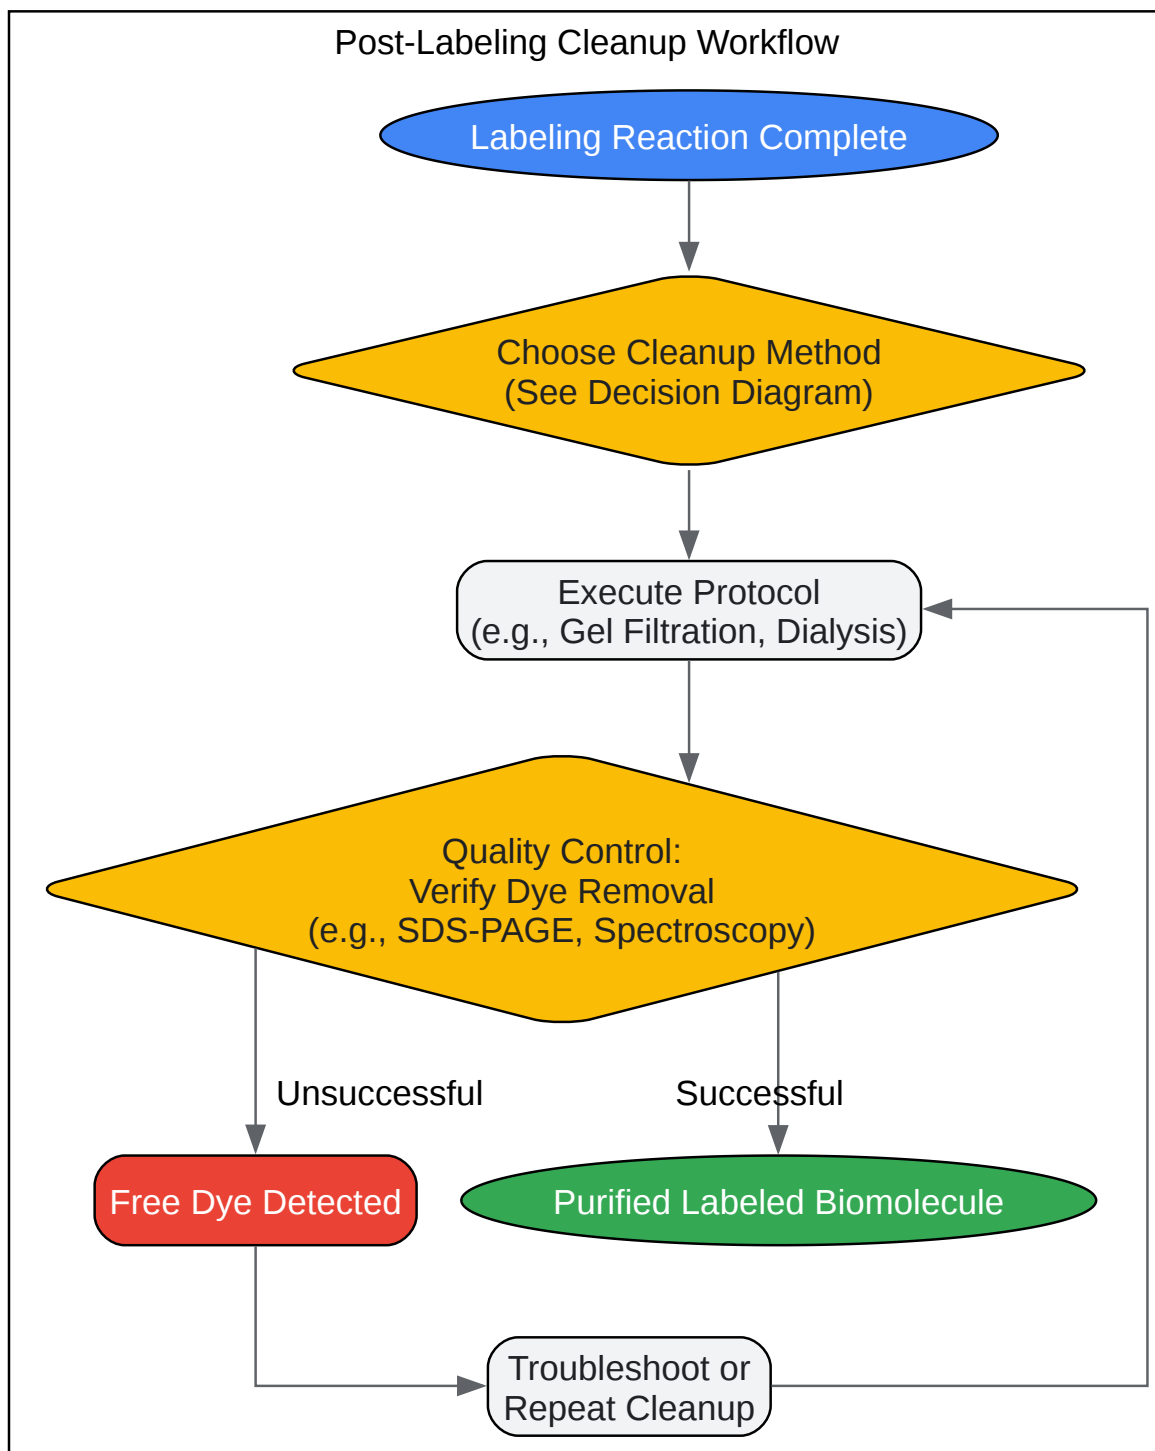 Post-Labeling Cleanup Workflow
Labeling Reaction Complete
Choose Cleanup Method
(See Decision Diagram)
Execute Protocol
(e.g., Gel Filtration, Dialysis)
Quality Control:
Verify Dye Removal
(e.g., SDS-PAGE, Spectroscopy)
Unsuccessful
Successful
Free Dye Detected
Purified Labeled Biomolecule
Troubleshoot or
Repeat Cleanup